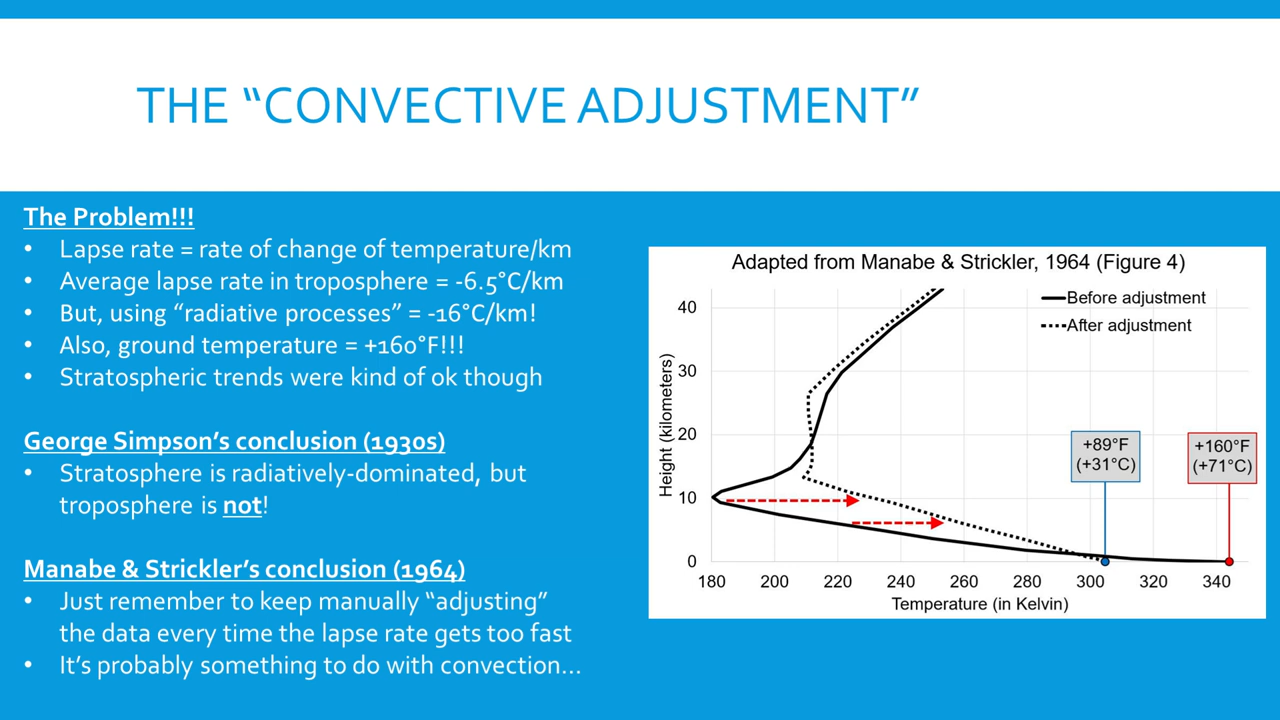 THE “CONVECTIVE ADJUSTMENT”
The Problem!!!
• Lapse rate = rate of change of temperature/km
• Average lapse rate in troposphere = -6.5°C/km
• But, using “radiative processes” = -16°C/km!
• Also, ground temperature = +160°F!!!
• Stratospheric trends were kind of ok though
George Simpson’s conclusion (1930s)
• Stratosphere is radiatively-dominated, but
troposphere is not!
Manabe & Strickler’s conclusion (1964)
• Just remember to keep manually “adjusting”
the data every time the lapse rate gets too fast
• It’s probably something to do with convection…
Adapted from Manabe & Strickler, 1964 (Figure 4)
Before adjustment
After adjustment
Height (kilometers)
40
30
20
10
0
+89°F
(+31°C)
+160°F
(+71°C)
180 200 220 240 260 280 300 320 340
Temperature (in Kelvin)